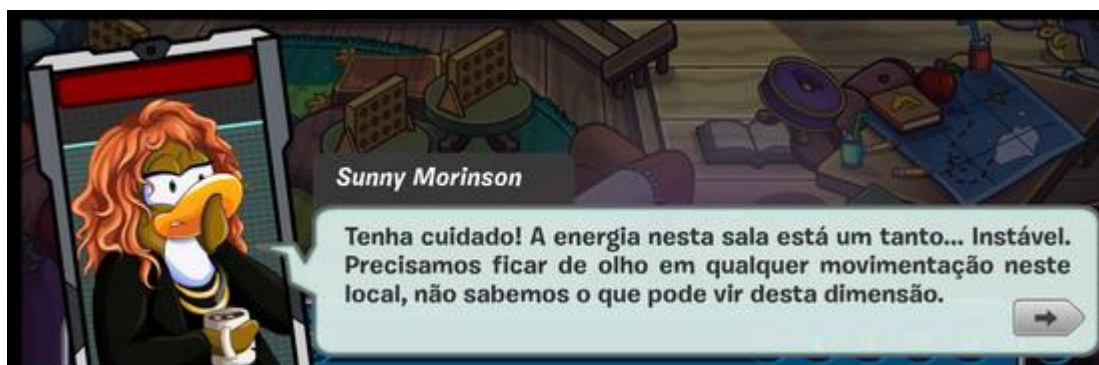 Sunny Morinson
Tenha cuidado! A energia nesta sala está um tanto... Instável.
Precisamos ficar de olho em qualquer movimentação neste
local, não sabemos o que pode vir desta dimensão.